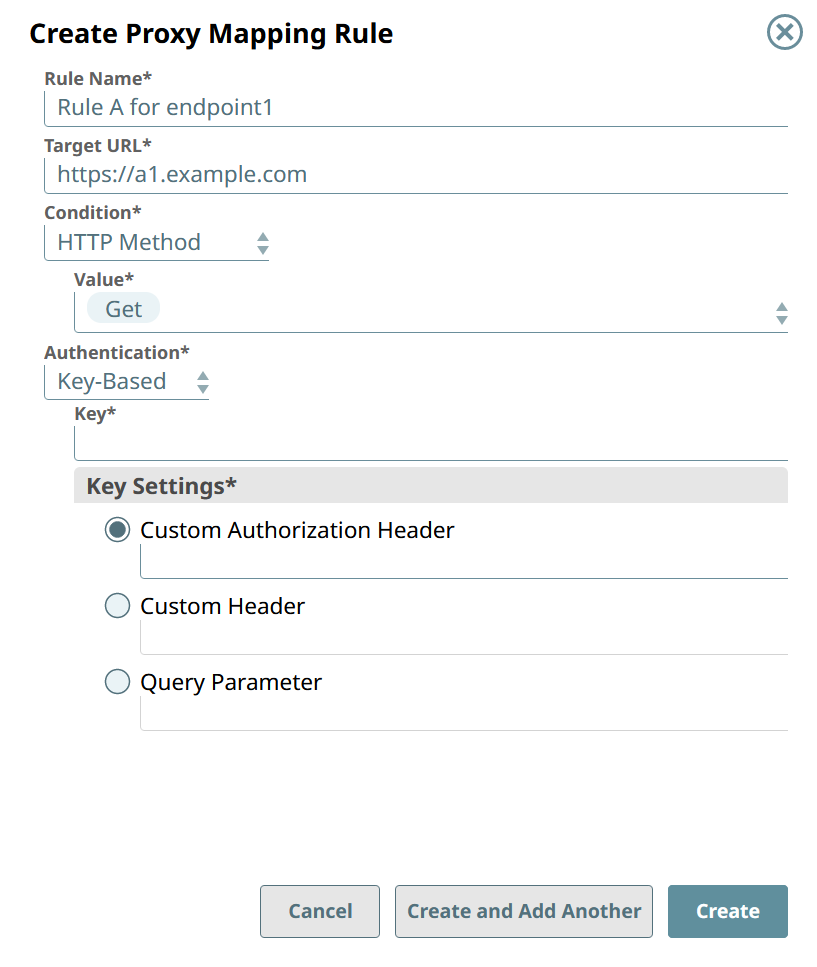 Create Proxy Mapping Rule
Rule Name*
Rule A for endpoint1
Target URL*
https://a1.example.com
Condition*
HTTP Method
Value*
Get
Authentication*
Key-Based
Key*
Key Settings*
Custom Authorization Header
Custom Header
Query Parameter
Cancel
Create and Add Another
Create